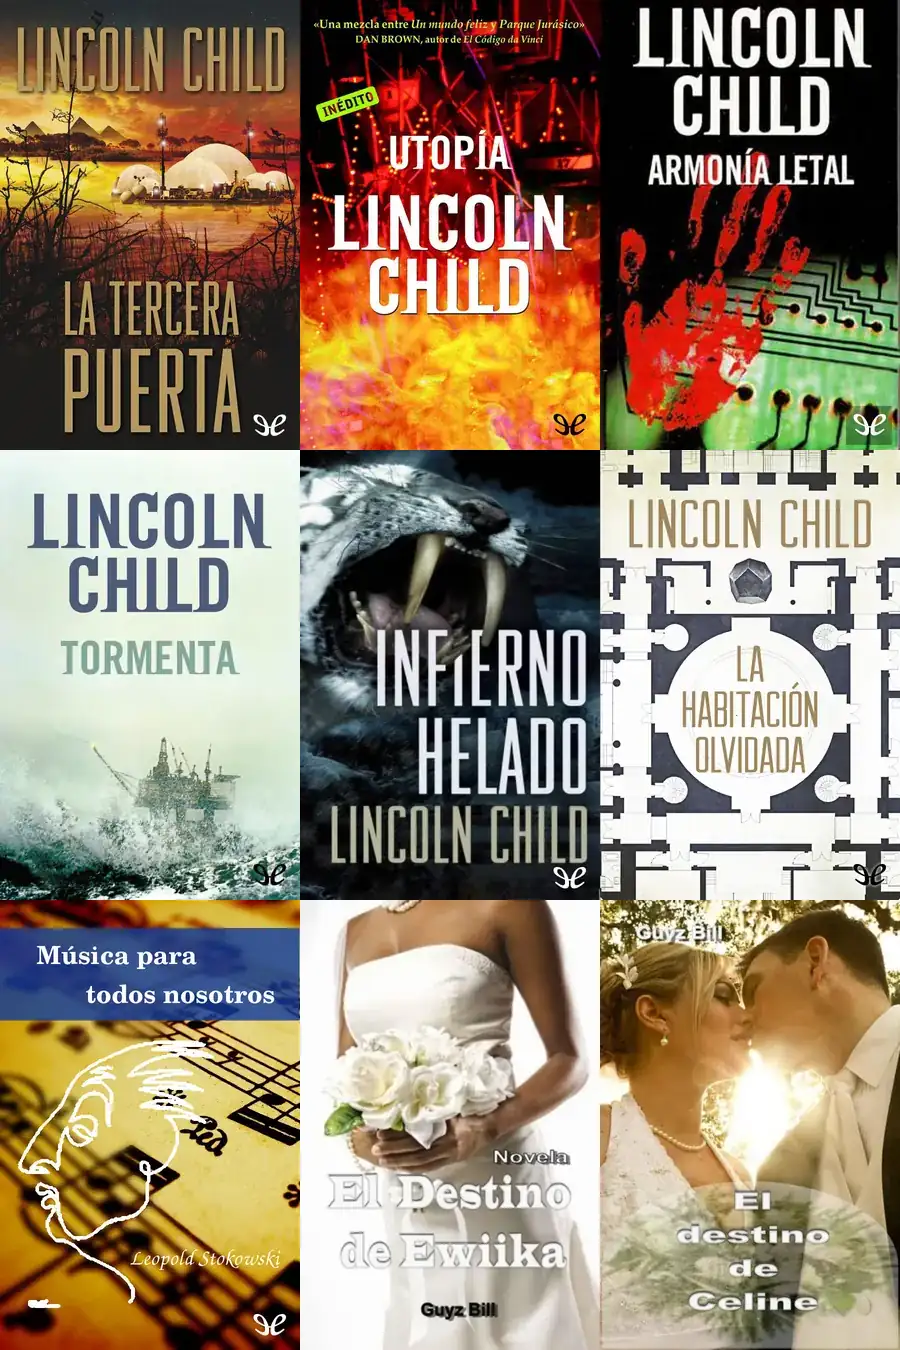 LINCOLN CHILD
LA TERCERA
PUERTA
«Una mezcla entre Un mundo feliz y Parque Jurásico»
DAN BROWN, autor de El Código da Vinci
INÉDITO
UTOPÍA
LINCOLN
CHILD
LINCOLN
CHILD
ARMONÍA LETAL
LINCOLN
CHILD
TORMENTA
INFIERNO
HELADO
LINCOLN CHILD
LINCOLN CHILD
LA
HABITACIÓN
OLVIDADA
Música para
todos nosotros
Leopold Stokowski
Novela
El Destino
de Ewiika
Guyz Bill
Guyz Bill
El
destino
de
Celine